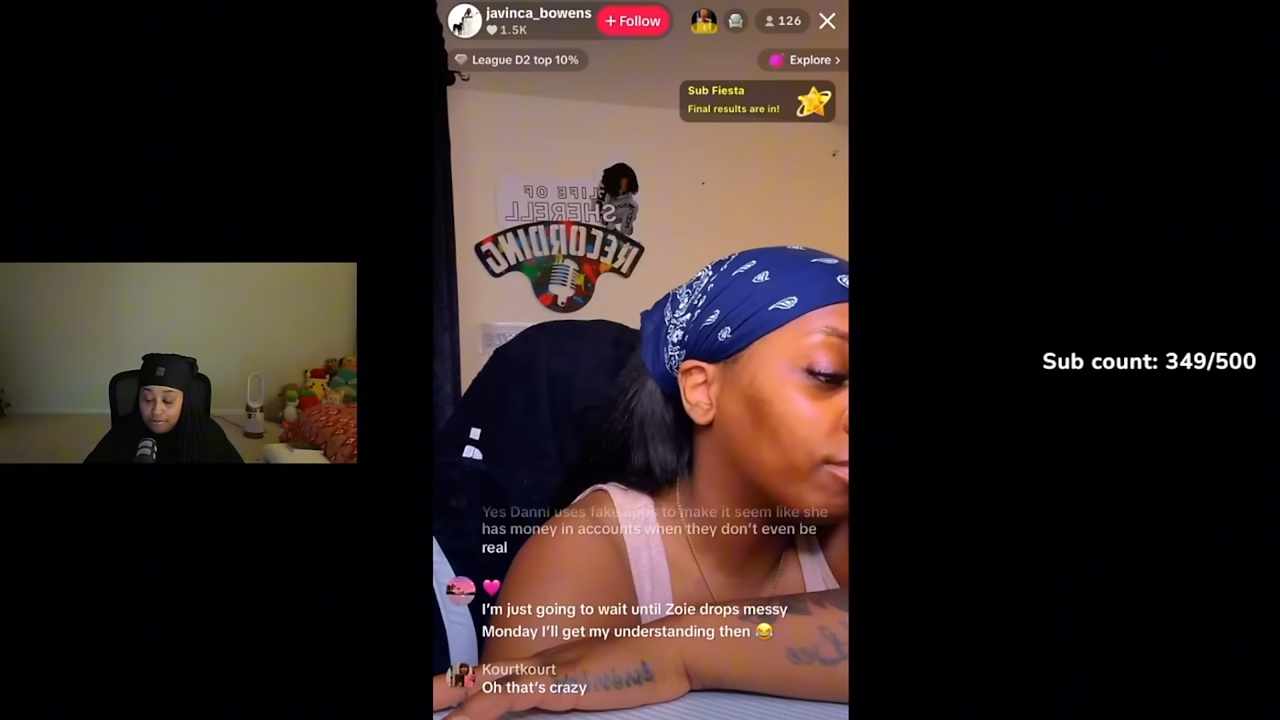 javinca_bowens
+ Follow
1.5K
126
League D2 top 10%
Explore >
Sub Fiesta
Final results are in!
LIFE OF
SHERELL
RECORDING
Sub count: 349/500
Yes Danni uses fake apps to make it seem like she
has money in accounts when they don't even be
real
🩷
I'm just going to wait until Zoie drops messy
Monday I'll get my understanding then 😂
Kourtkourt
Oh that's crazy